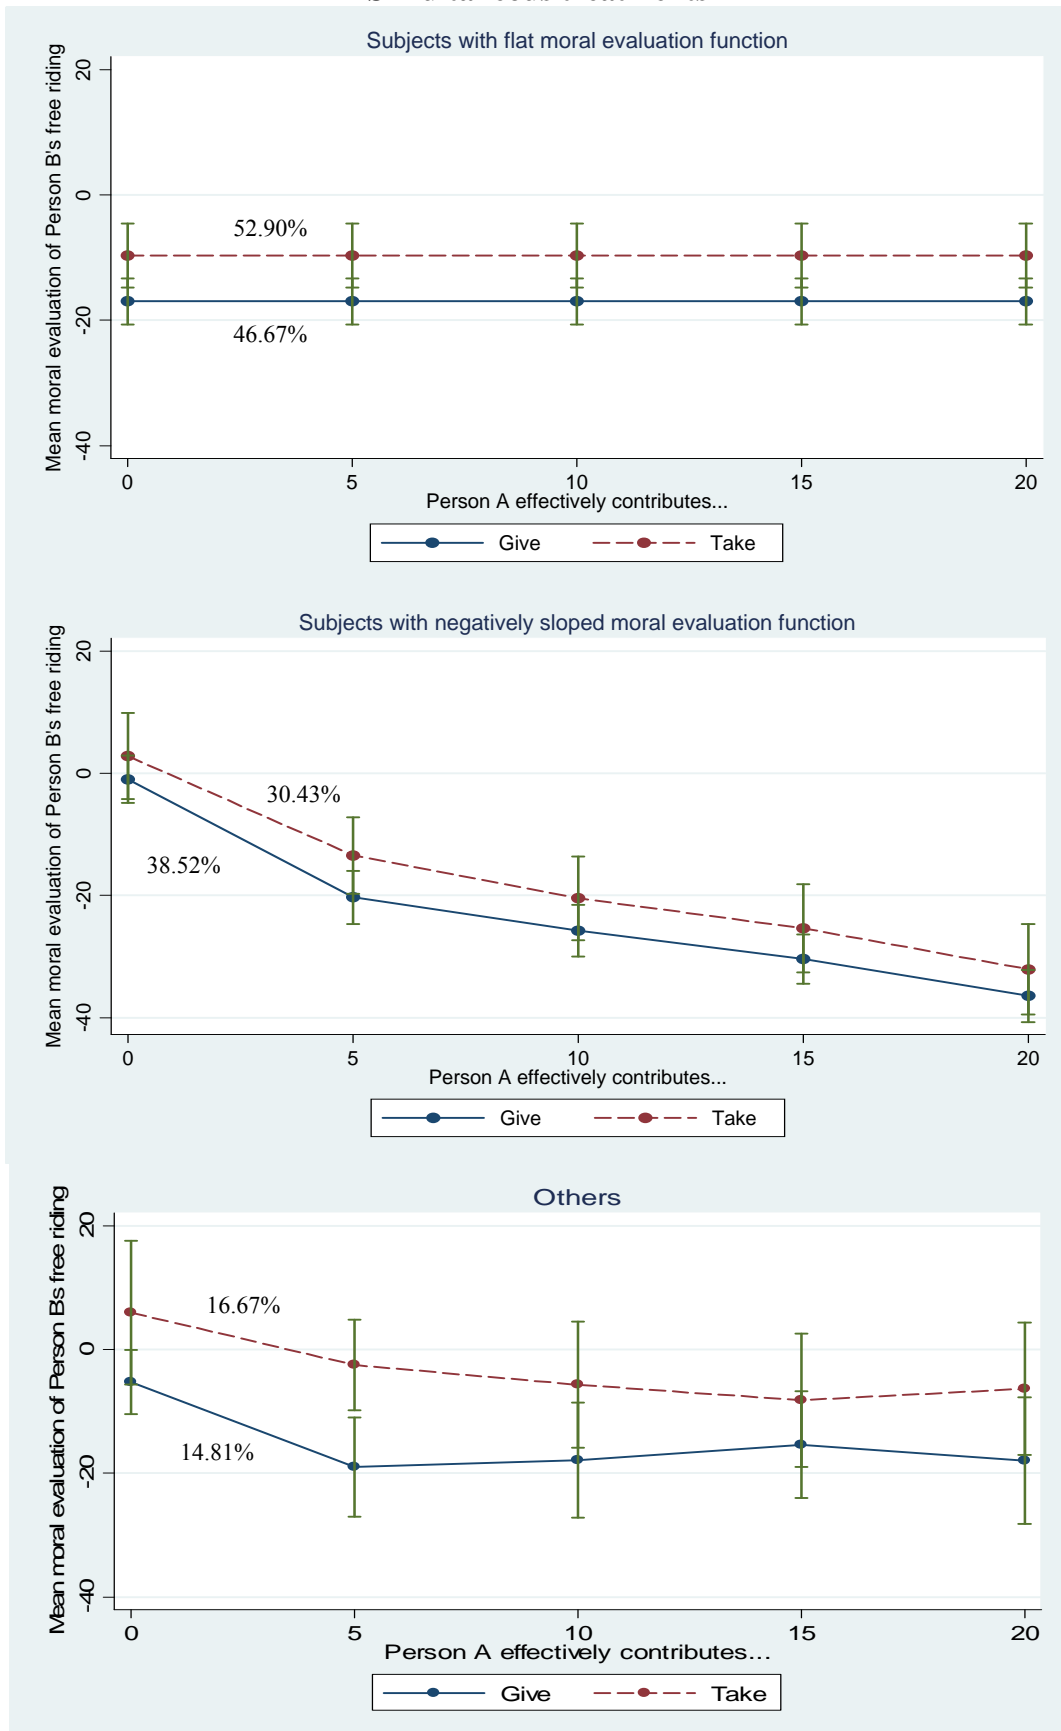 Subjects with flat moral evaluation function
Mean moral evaluation of Person B's free riding
20
0
-20
-40
52.90%
46.67%
0 5 10 15 20
Person A effectively contributes...
Give Take
Subjects with negatively sloped moral evaluation function
Mean moral evaluation of Person B's free riding
20
0
-20
-40
30.43%
38.52%
0 5 10 15 20
Person A effectively contributes...
Give Take
Others
Mean moral evaluation of Person B's free riding
20
0
-20
-40
16.67%
14.81%
0 5 10 15 20
Person A effectively contributes...
Give Take